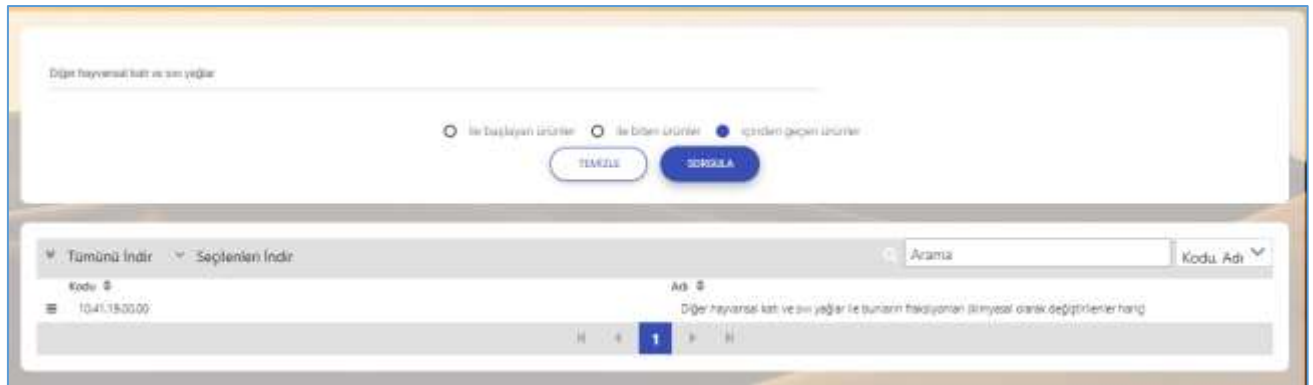 Diğer hayvansal katı ve sıvı yağlar
ile başlayan ürünler ile biten ürünler içinden geçen ürünler
TEMİZLE SORGULA
Tümünü İndir Seçilenleri İndir Arama Kodu, Adı
Kodu Adı
10.41.19.00.00 Diğer hayvansal katı ve sıvı yağlar ile bunların fraksiyonları (kimyasal olarak değiştirilenler hariç)
1